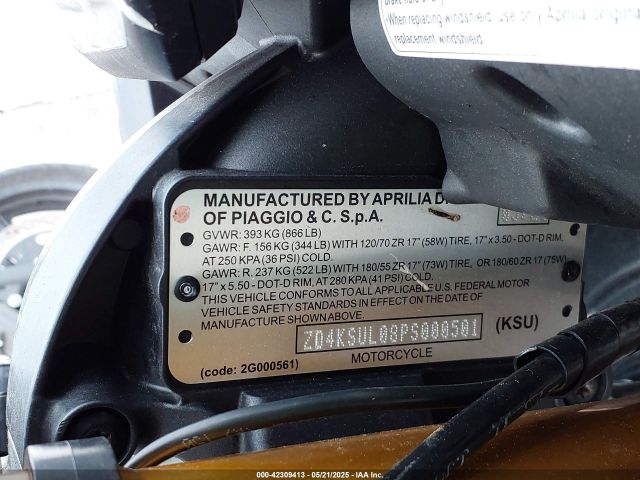 •When replacing windshield, use only Aprilia original
replacement windshield
MANUFACTURED BY APRILIA
OF PIAGGIO & C. S.p.A.
GVWR: 393 KG (866 LB)
GAWR: F. 156 KG (344 LB) WITH 120/70 ZR 17" (58W) TIRE, 17" x 3.50 - DOT-D RIM,
AT 250 KPA (36 PSI) COLD.
GAWR: R. 237 KG (522 LB) WITH 180/55 ZR 17" (73W) TIRE, OR 180/60 ZR 17 (75W)
17" x 5.50 - DOT-D RIM, AT 280 KPA (41 PSI) COLD.
THIS VEHICLE CONFORMS TO ALL APPLICABLE U.S. FEDERAL MOTOR
VEHICLE SAFETY STANDARDS IN EFFECT ON THE DATE OF
MANUFACTURE SHOWN ABOVE.
ZD4KSUL08PS000501 (KSU)
(code: 2G000561) MOTORCYCLE
000-42309413 - 05/21/2025 - IAA Inc.